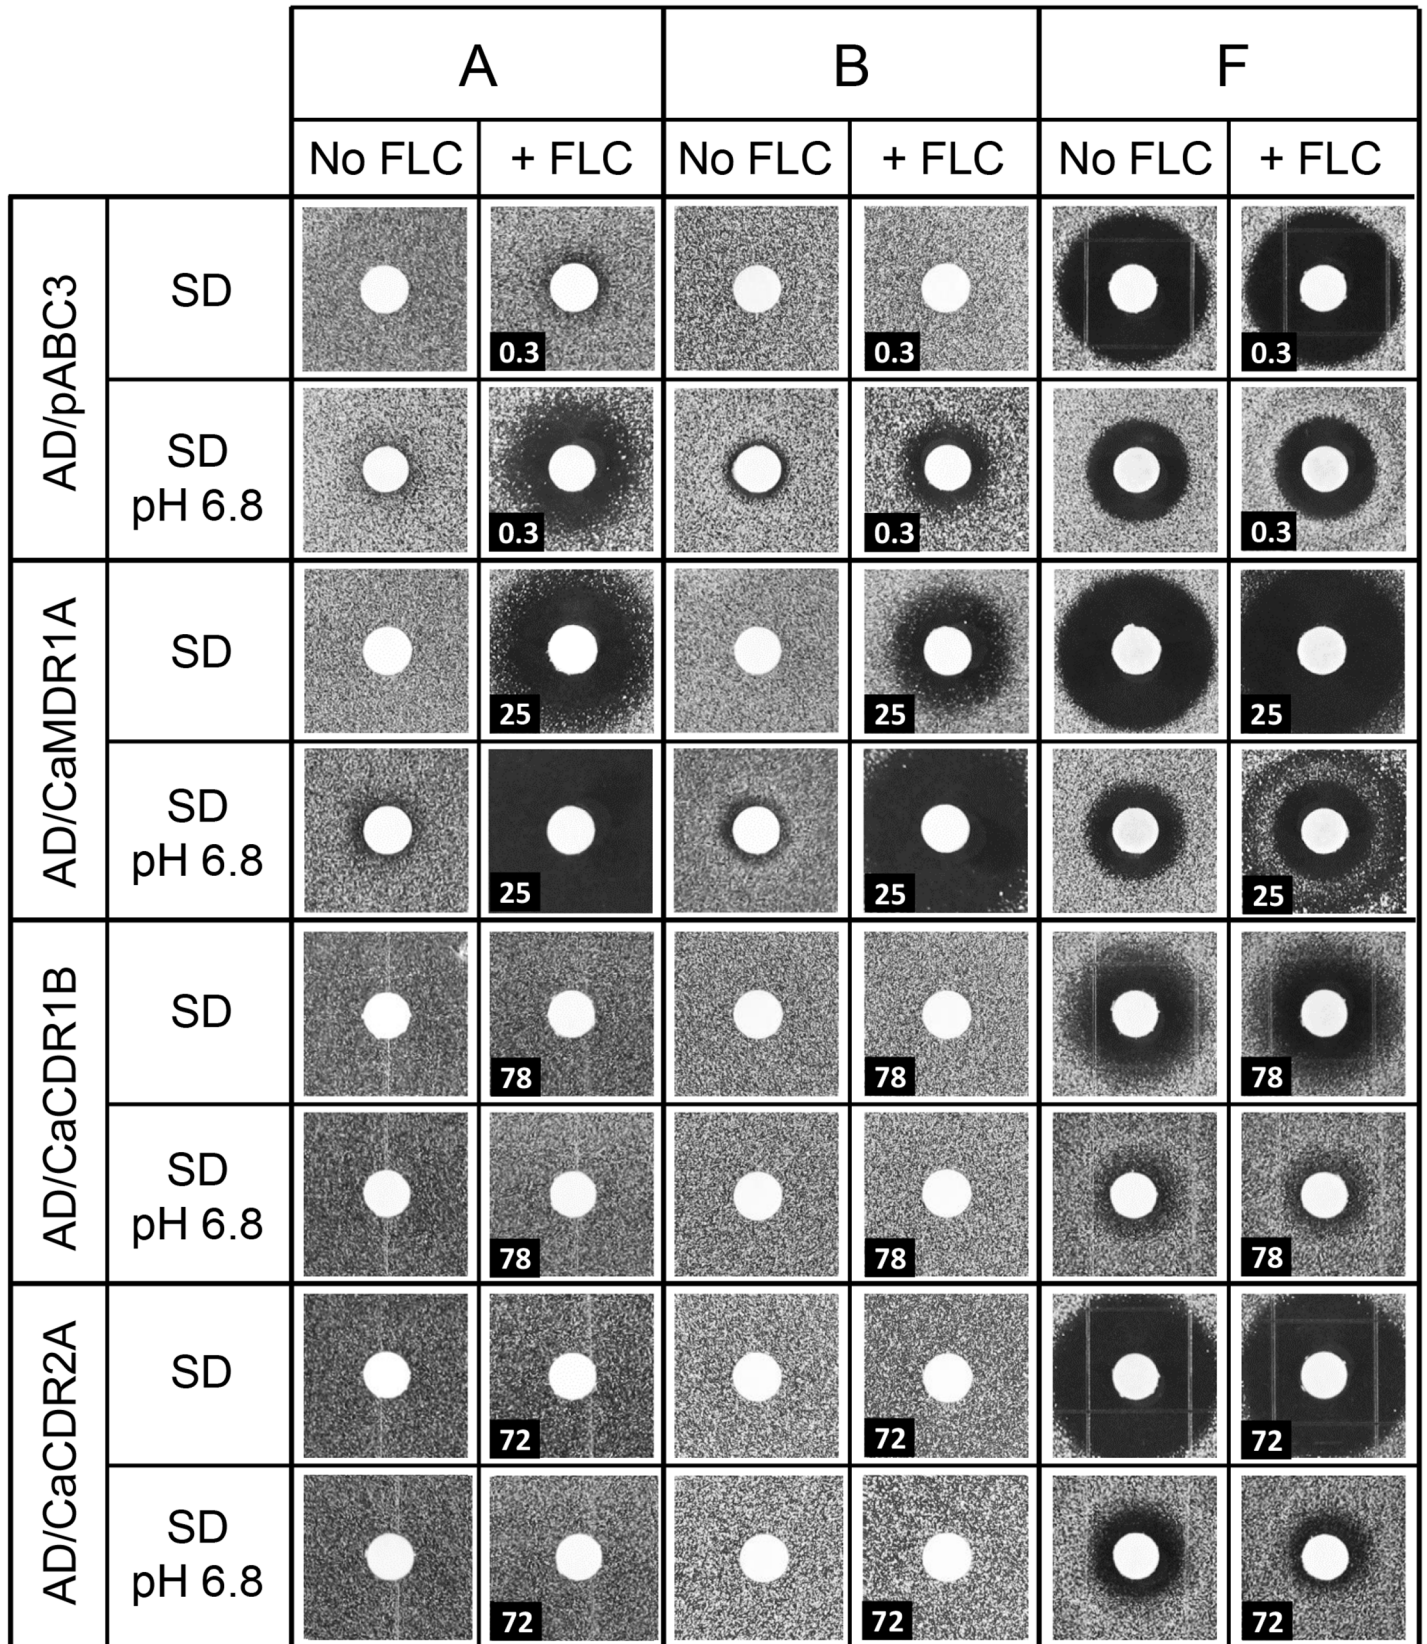 A B F
No FLC + FLC No FLC + FLC No FLC + FLC
AD/pABC3
SD
0.3 0.3 0.3
SD
pH 6.8
0.3 0.3 0.3
AD/CaMDR1A
SD
25 25 25
SD
pH 6.8
25 25 25
AD/CaCDR1B
SD
78 78 78
SD
pH 6.8
78 78 78
AD/CaCDR2A
SD
72 72 72
SD
pH 6.8
72 72 72